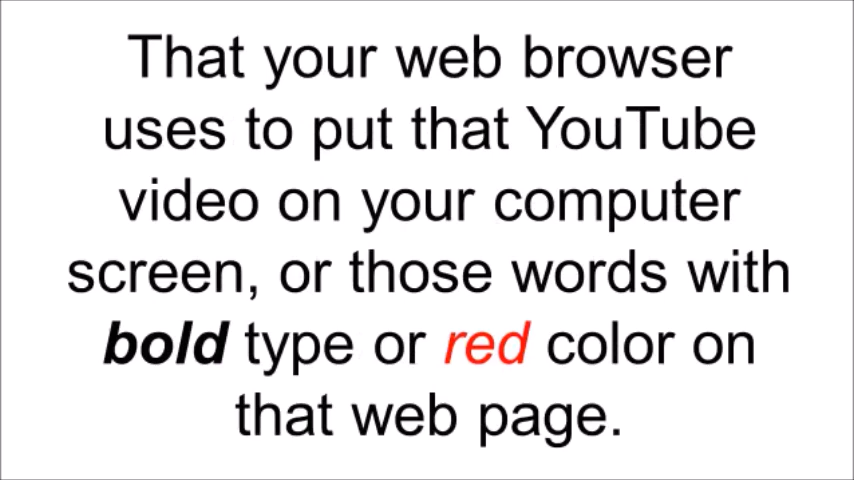 That your web browser
uses to put that YouTube
video on your computer
screen, or those words with
bold type or red color on
that web page.